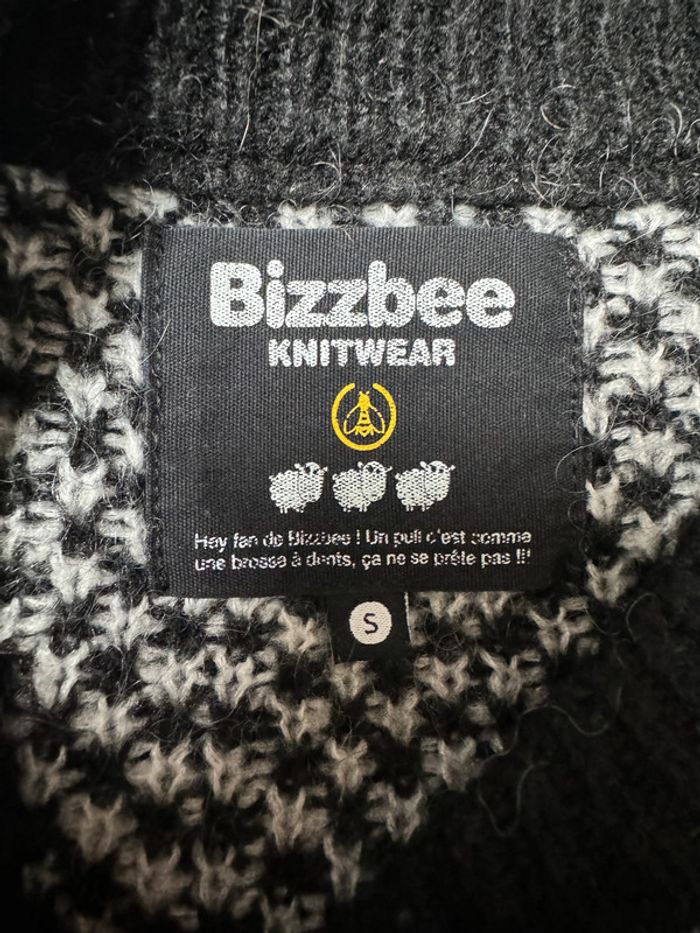 Bizzbee
KNITWEAR
Hey fan de Bizzbee ! Un pull c'est comme
une brosse à dents, ça ne se prête pas !!!
S